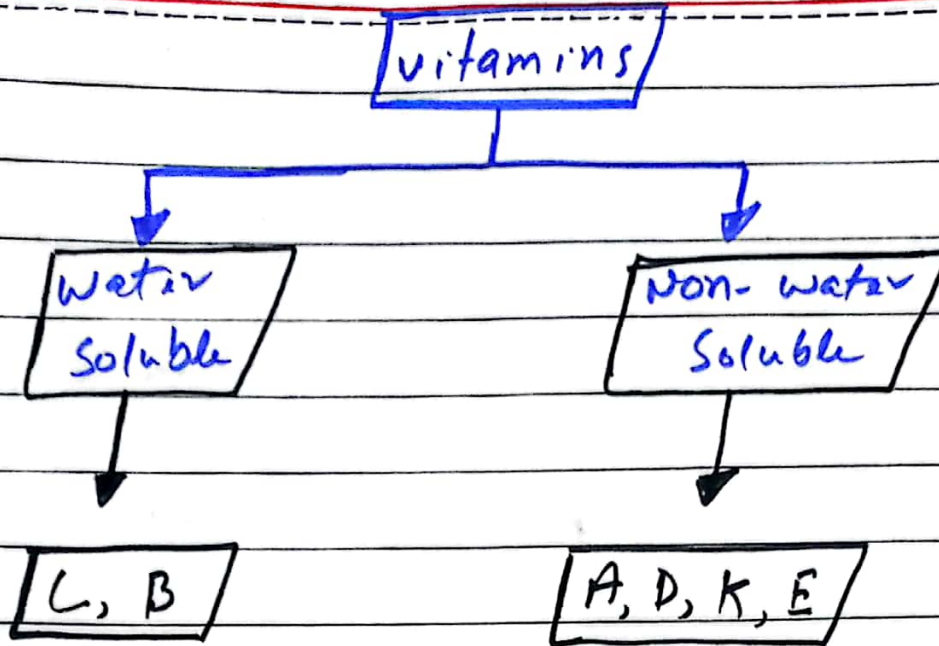 vitamins
Water
Soluble
Non-water
Soluble
C, B
A, D, K, E